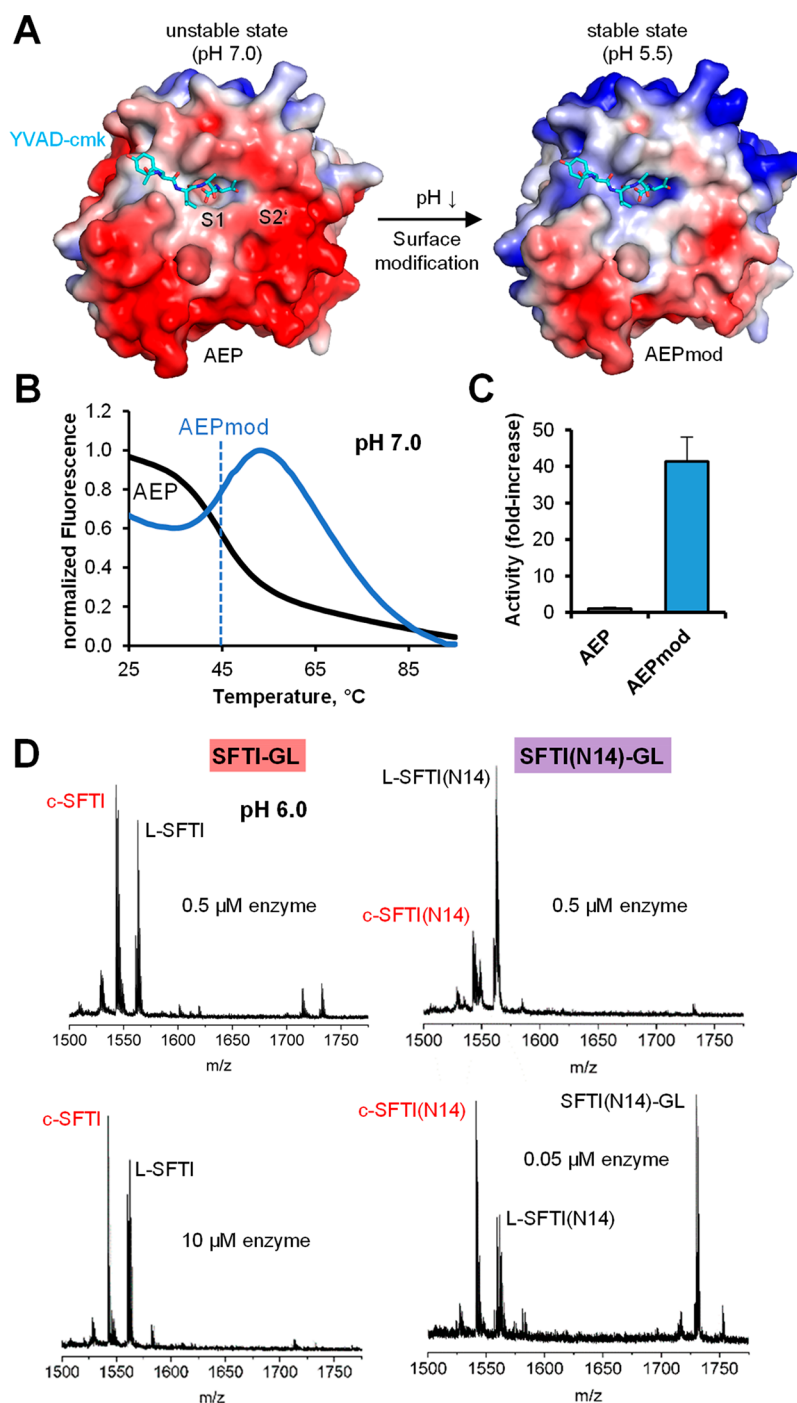 A
unstable state
(pH 7.0)
stable state
(pH 5.5)
YVAD-cmk
S1
S2‘
pH ↓
Surface
modification
AEP
AEPmod
B
AEPmod
pH 7.0
AEP
normalized Fluorescence
1.2
1.0
0.8
0.6
0.4
0.2
0.0
25
45
65
85
Temperature, °C
C
Activity (fold-increase)
50
40
30
20
10
0
AEP
AEPmod
D
SFTI-GL
c-SFTI
L-SFTI
pH 6.0
0.5 µM enzyme
1500 1550 1600 1650 1700 1750
m/z
SFTI(N14)-GL
L-SFTI(N14)
c-SFTI(N14)
0.5 µM enzyme
1500 1550 1600 1650 1700 1750
m/z
c-SFTI
L-SFTI
10 µM enzyme
1500 1550 1600 1650 1700 1750
m/z
c-SFTI(N14)
SFTI(N14)-GL
0.05 µM enzyme
L-SFTI(N14)
1500 1550 1600 1650 1700 1750
m/z